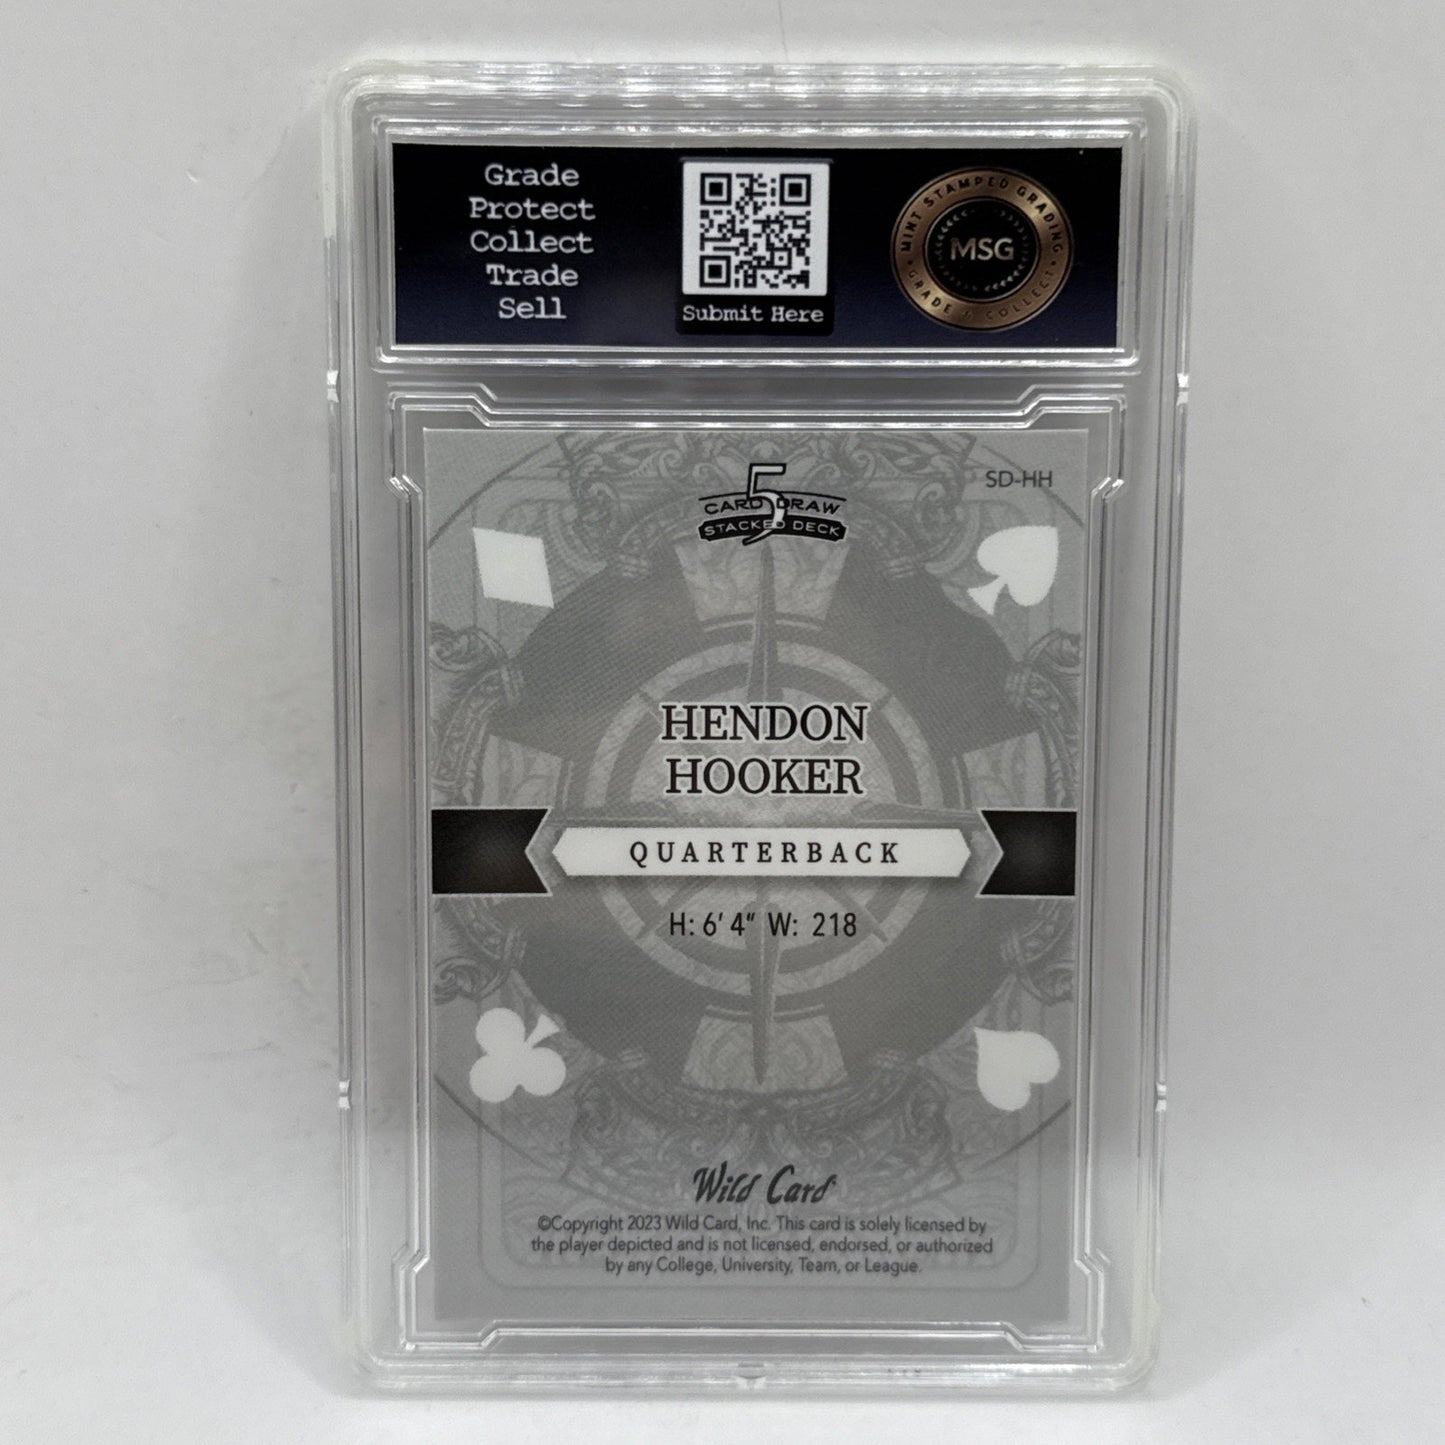 Grade
Protect
Collect
Trade
Sell
Submit Here
MINT STAMPED GRADING
MSG
GRADE & COLLECT
SD-HH
5
CARD DRAW
STACKED DECK
HENDON
HOOKER
QUARTERBACK
H: 6' 4" W: 218
Wild Card
©Copyright 2023 Wild Card, Inc. This card is solely licensed by
the player depicted and is not licensed, endorsed, or authorized
by any College, University, Team, or League.